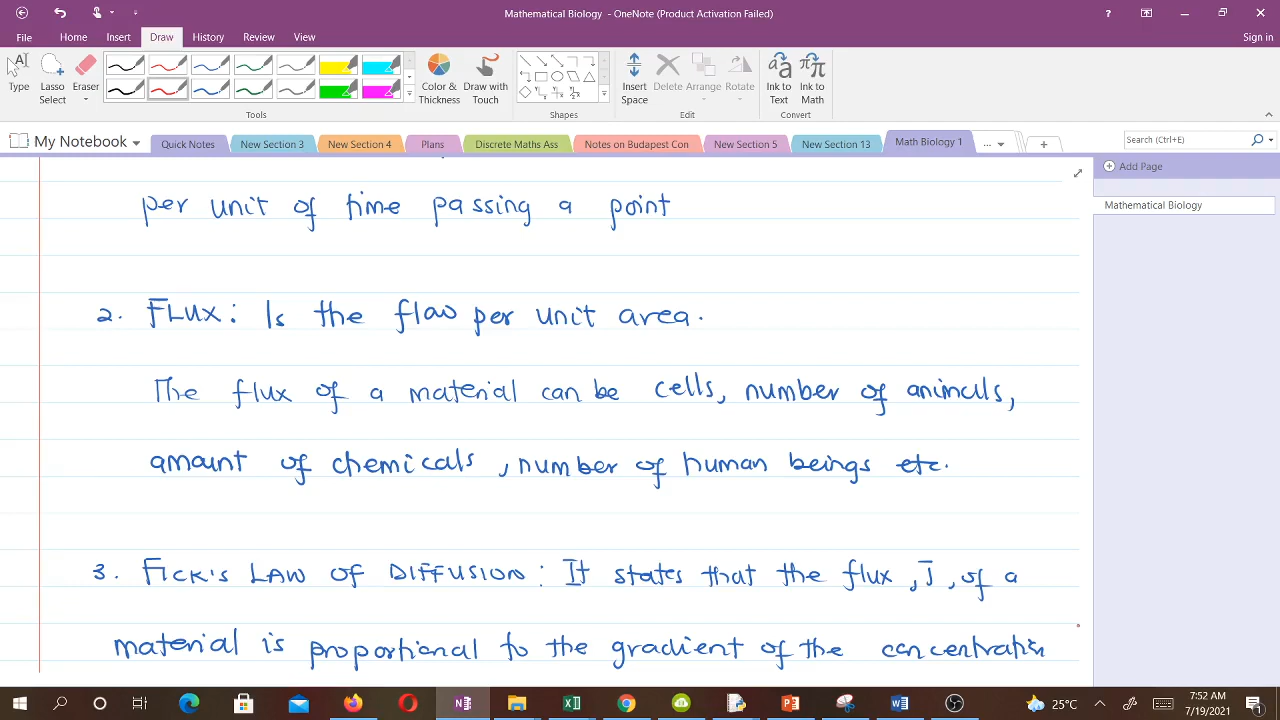 Mathematical Biology - OneNote (Product Activation Failed)
File Home Insert Draw History Review View Sign in
Type Lasso Select Eraser Color & Thickness Draw with Touch Insert Space Delete Arrange Rotate Ink to Text Ink to Math
Tools Shapes Edit Convert
My Notebook Quick Notes New Section 3 New Section 4 Plans Discrete Maths Ass Notes on Budapest Con New Section 5 New Section 13 Math Biology 1 ... Search (Ctrl+E)
Add Page
Mathematical Biology
per unit of time passing a point
2. FLUX: Is the flow per unit area.
The flux of a material can be cells, number of animals,
amount of chemicals, number of human beings etc.
3. FICK'S LAW OF DIFFUSION: It states that the flux, J, of a
material is proportional to the gradient of the concentration
25°C 7:52 AM
7/19/2021